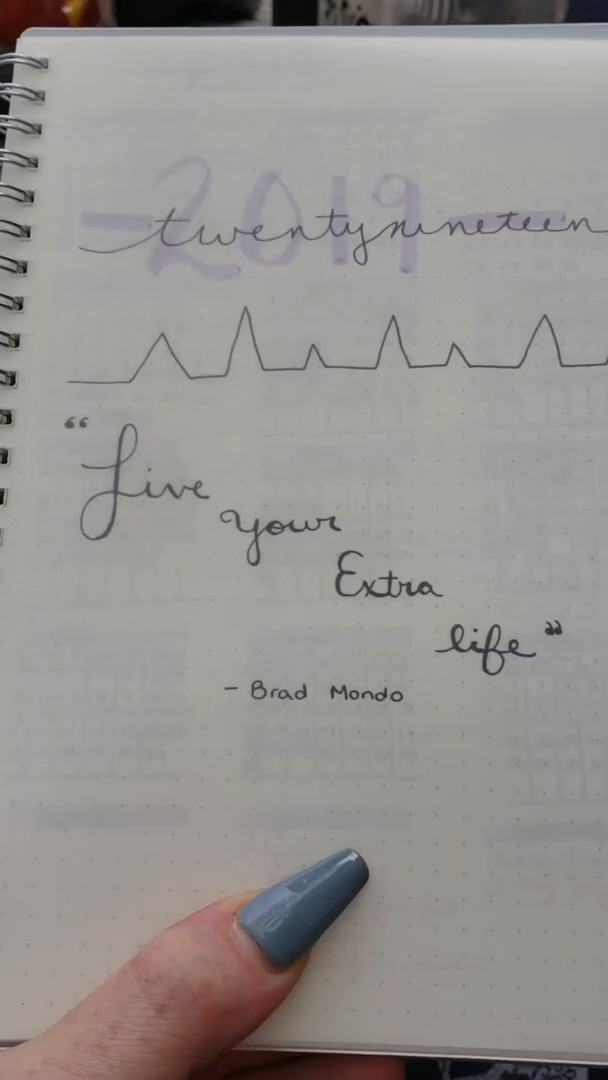 -2019-
twentynineteen
“Live
your
Extra
life”
- Brad Mondo